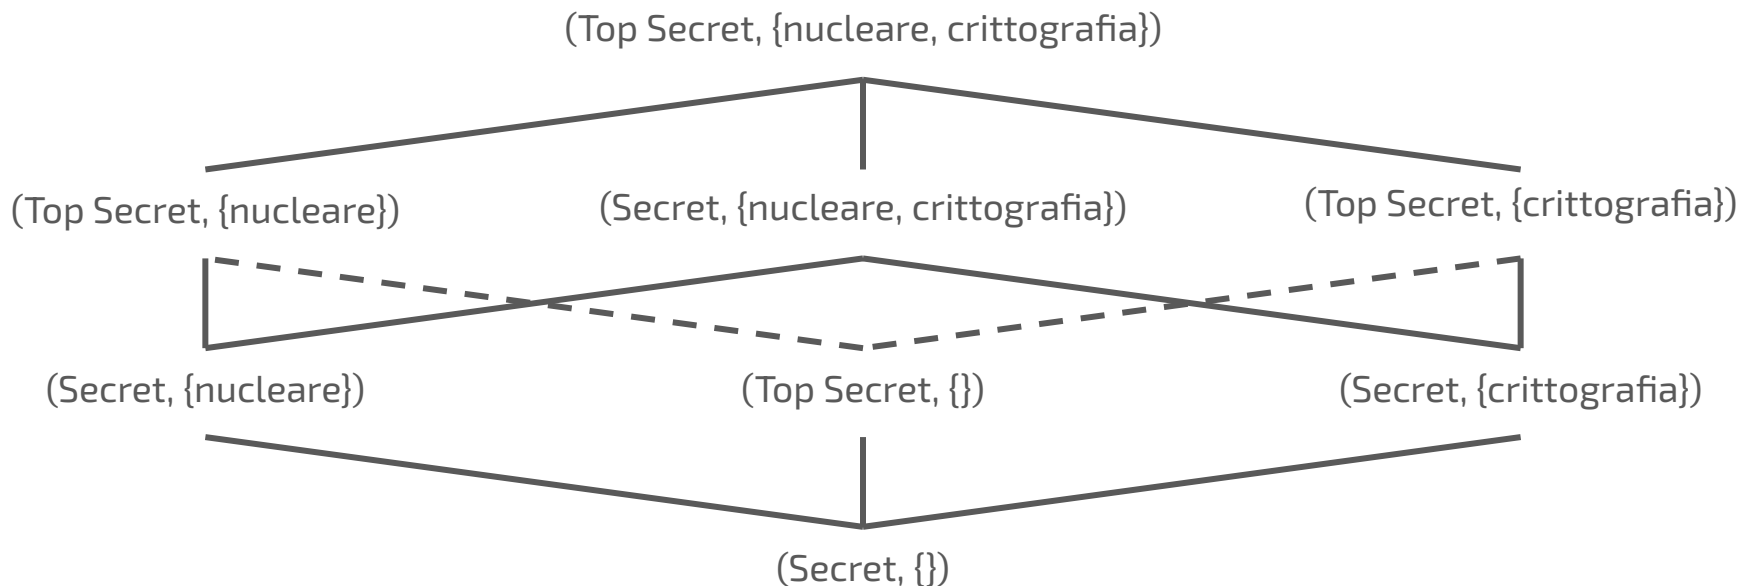 (Top Secret, {nucleare, crittografia})
(Top Secret, {nucleare})
(Secret, {nucleare, crittografia})
(Top Secret, {crittografia})
(Secret, {nucleare})
(Top Secret, {})
(Secret, {crittografia})
(Secret, {})